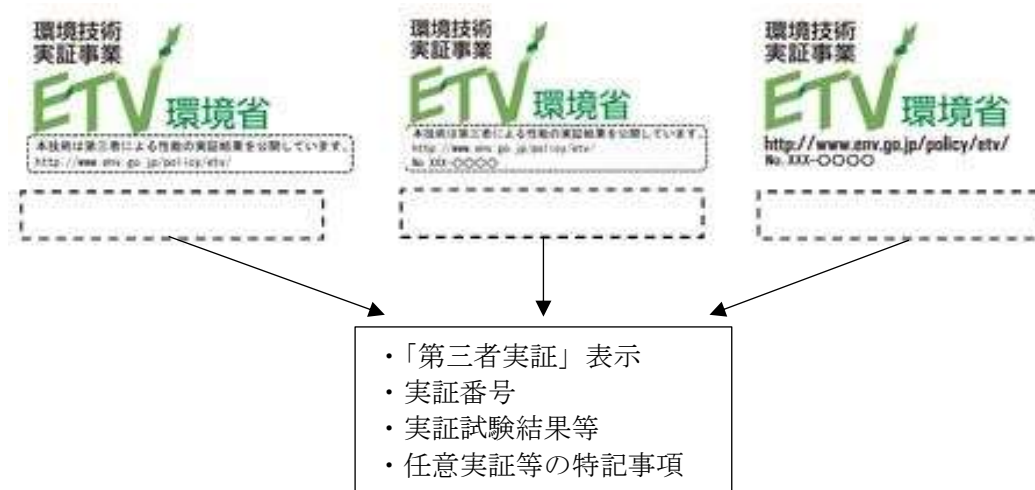 環境技術
実証事業
ETV 環境省
本技術は第三者による性能の実証結果を公開しています。
http://www.env.go.jp/policy/etv/
環境技術
実証事業
ETV 環境省
本技術は第三者による性能の実証結果を公開しています。
http://www.env.go.jp/policy/etv/
No.XXX-〇〇〇〇
環境技術
実証事業
ETV 環境省
http://www.env.go.jp/policy/etv/
No.XXX-〇〇〇〇
・「第三者実証」表示
・実証番号
・実証試験結果等
・任意実証等の特記事項